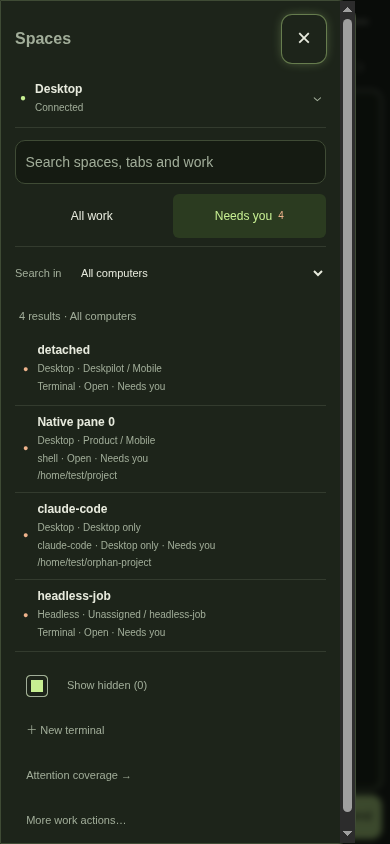 Spaces
Desktop
Connected
Search spaces, tabs and work
All work
Needs you 4
Search in All computers
4 results · All computers
detached
Desktop · Deskpilot / Mobile
Terminal · Open · Needs you
Native pane 0
Desktop · Product / Mobile
shell · Open · Needs you
/home/test/project
claude-code
Desktop · Desktop only
claude-code · Desktop only · Needs you
/home/test/orphan-project
headless-job
Headless · Unassigned / headless-job
Terminal · Open · Needs you
Show hidden (0)
+ New terminal
Attention coverage →
More work actions…